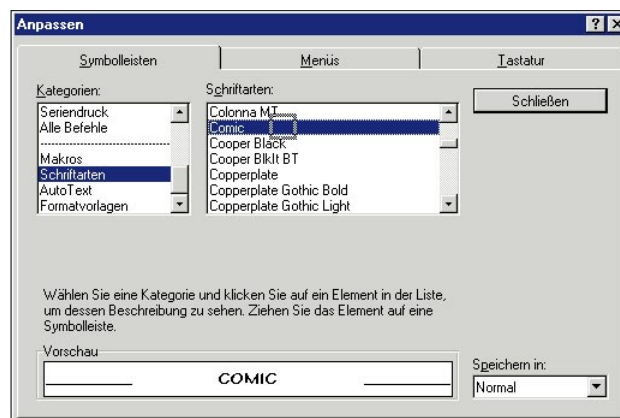 Anpassen
Symbolleisten
Menüs
Tastatur
Kategorien:
Seriendruck
Alle Befehle
Makros
Schriftarten
AutoText
Formatvorlagen
Schriftarten:
Colonna MT
Comic
Cooper Black
Cooper BlkIt BT
Copperplate
Copperplate Gothic Bold
Copperplate Gothic Light
Schließen
Wählen Sie eine Kategorie und klicken Sie auf ein Element in der Liste,
um dessen Beschreibung zu sehen. Ziehen Sie das Element auf eine
Symbolleiste.
Vorschau
COMIC
Speichern in:
Normal